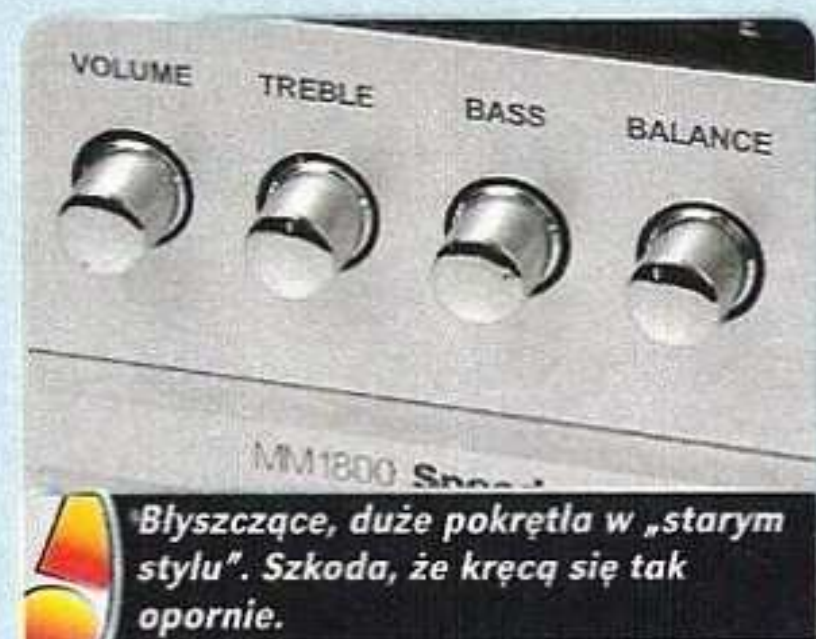 VOLUME TREBLE BASS BALANCE
MM1800
Błyszczące, duże pokrętła w „starym
stylu”. Szkoda, że kręcą się tak
opornie.